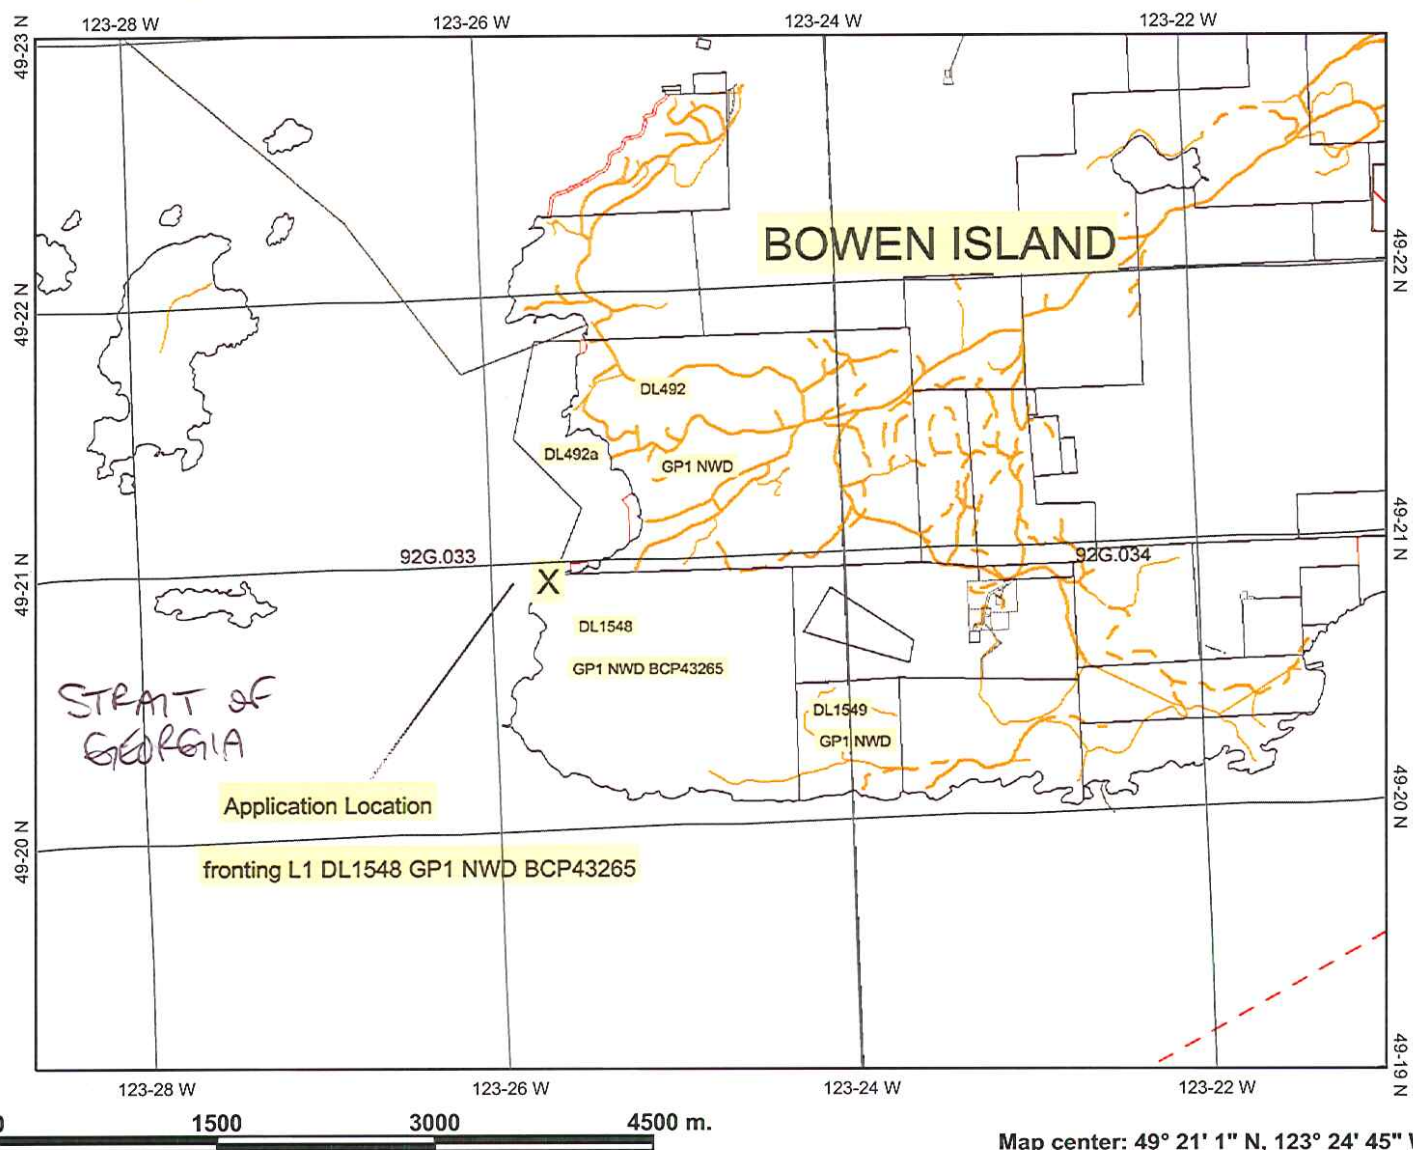 123-28 W
123-26 W
123-24 W
123-22 W
49-23 N
BOWEN ISLAND
49-22 N
49-22 N
DL492
DL492a
GP1 NWD
49-21 N
92G.033
92G.034
49-21 N
X
DL1548
GP1 NWD BCP43265
STRAIT OF
GEORGIA
DL1549
GP1 NWD
49-20 N
Application Location
49-20 N
fronting L1 DL1548 GP1 NWD BCP43265
49-19 N
123-28 W
123-26 W
123-24 W
123-22 W
0 1500 3000 4500 m.
Map center: 49° 21' 1" N, 123° 24' 45" W